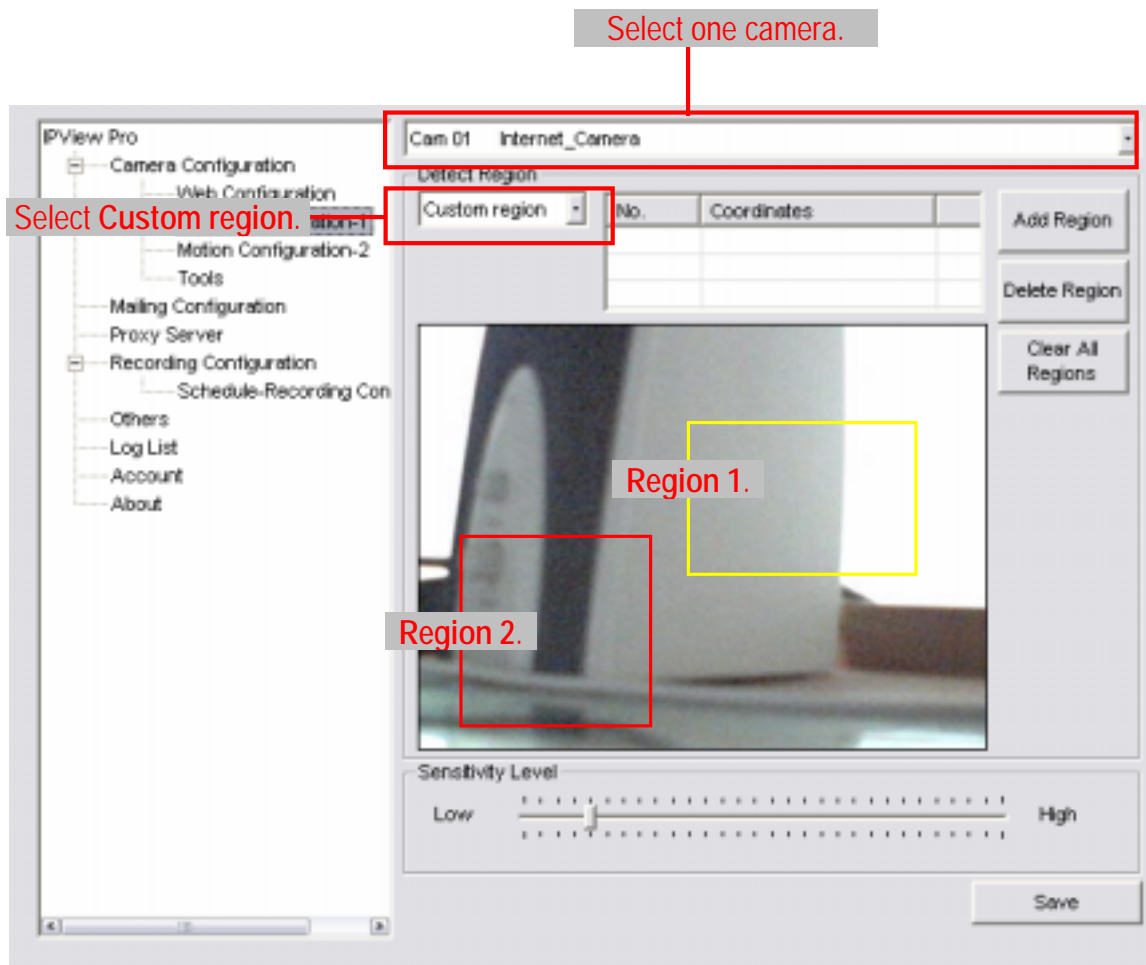 Select one camera.
IPView Pro
Camera Configuration
Web Configuration
Select Custom region.
ation-1
Motion Configuration-2
Tools
Mailing Configuration
Proxy Server
Recording Configuration
Schedule-Recording Con
Others
Log List
Account
About
Cam 01 Internet_Camera
Detect Region
Custom region
No. Coordinates
Add Region
Delete Region
Clear All
Regions
Region 1.
Region 2.
Sensitivity Level
Low High
Save